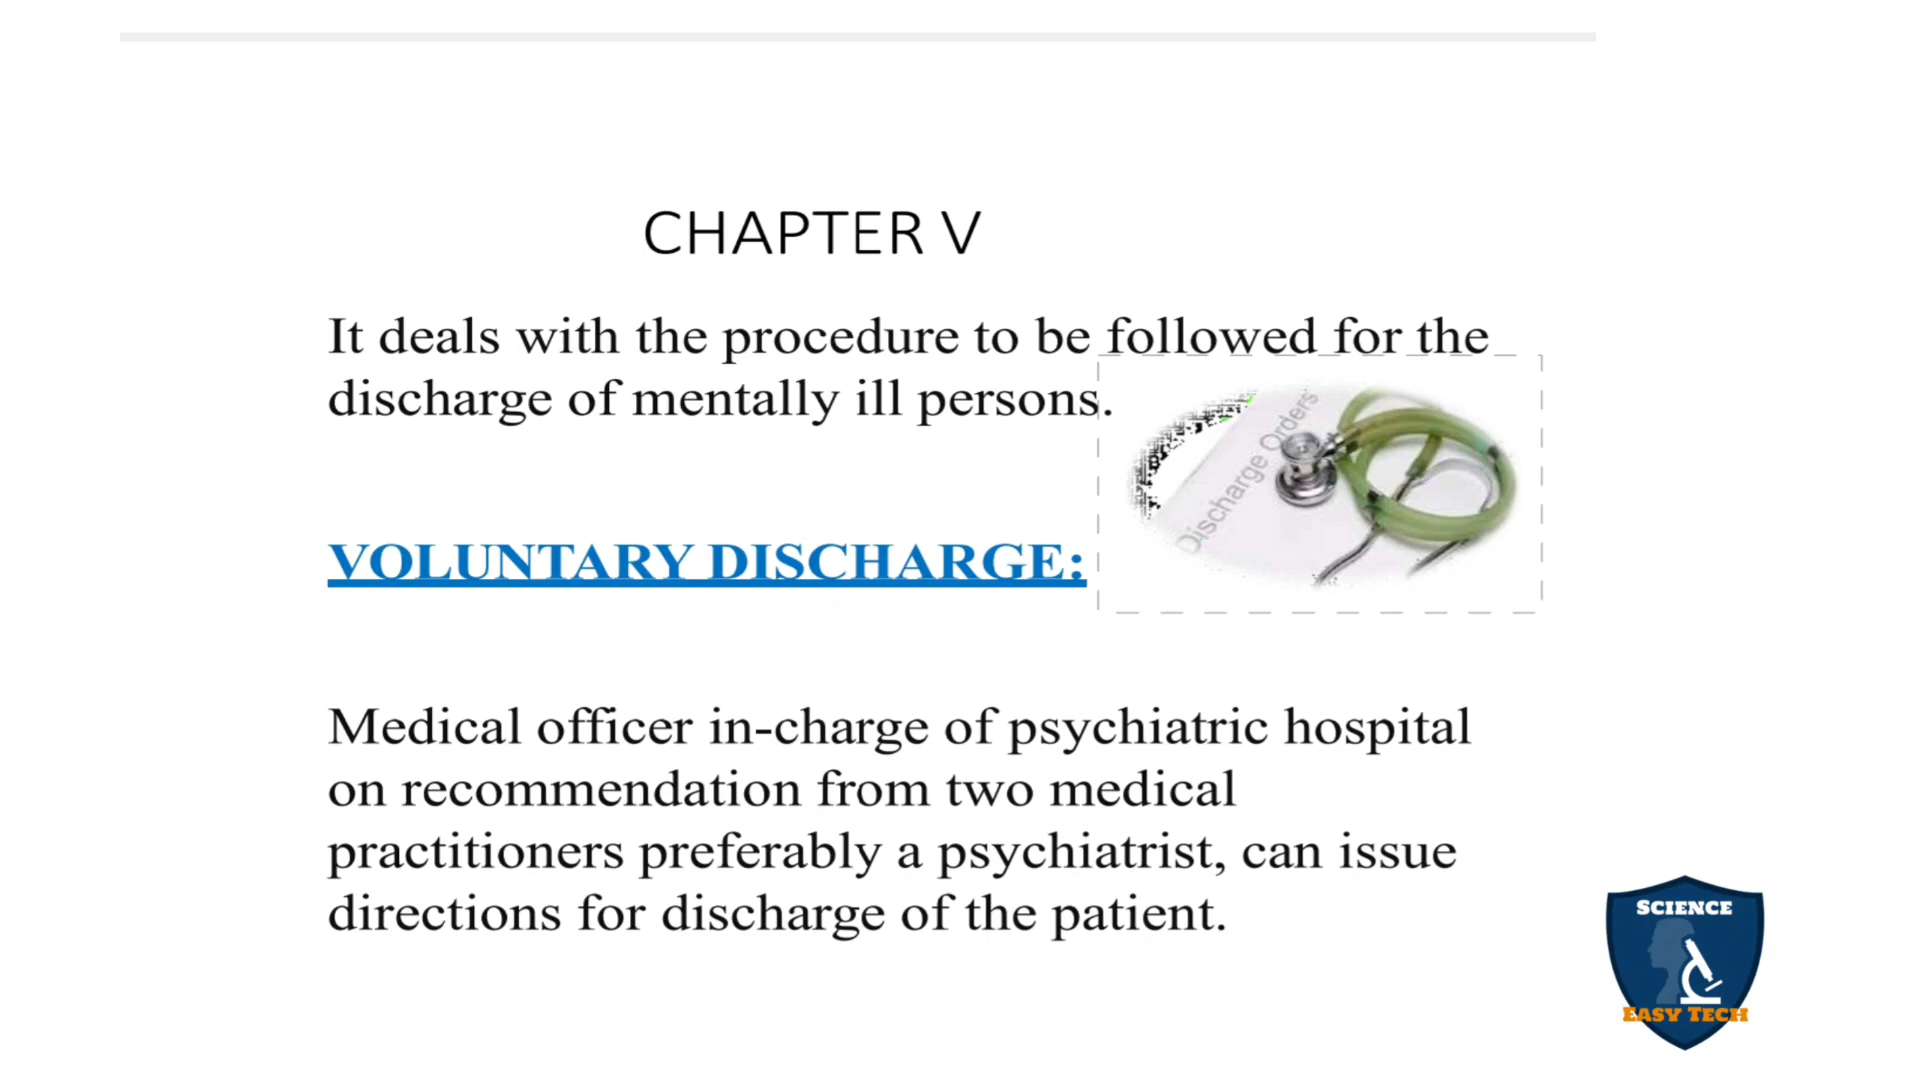 CHAPTER V
It deals with the procedure to be followed for the
discharge of mentally ill persons.
Discharge Orders
VOLUNTARY DISCHARGE:
Medical officer in-charge of psychiatric hospital
on recommendation from two medical
practitioners preferably a psychiatrist, can issue
directions for discharge of the patient.
SCIENCE
EASY TECH